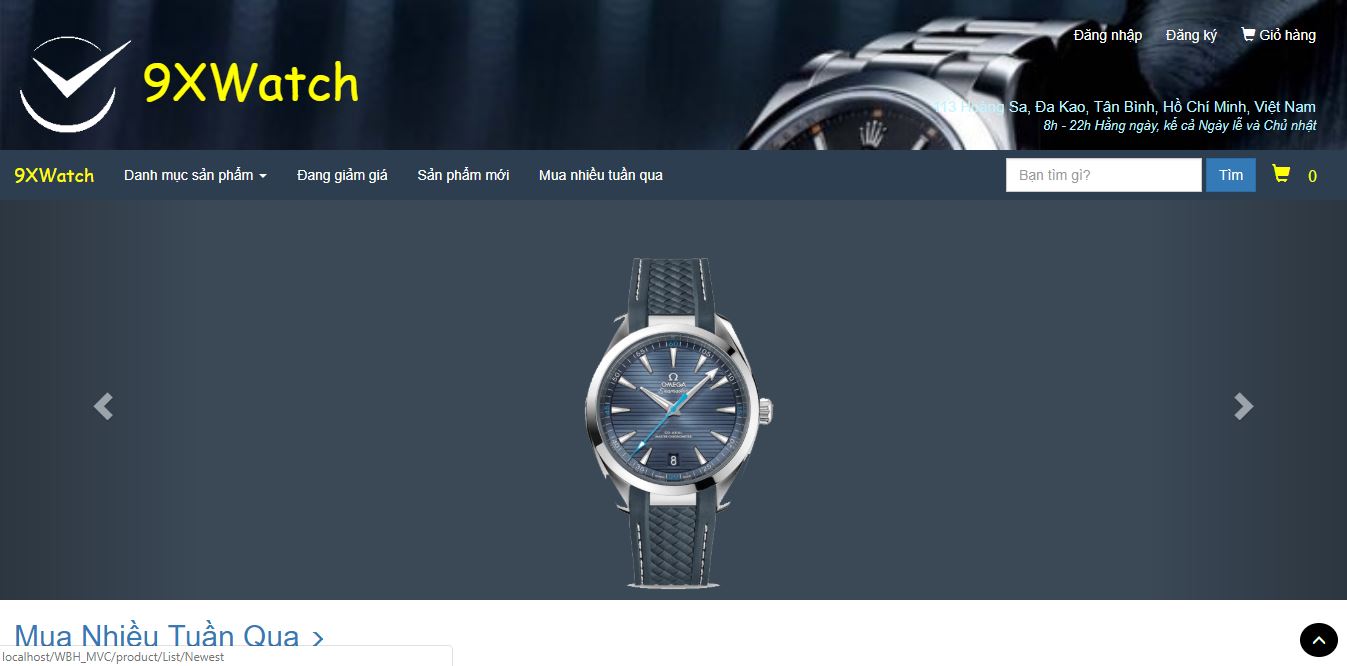 Đăng nhập Đăng ký Giỏ hàng
9XWatch
113 Hoàng Sa, Đa Kao, Tân Bình, Hồ Chí Minh, Việt Nam
8h - 22h Hằng ngày, kể cả Ngày lễ và Chủ nhật
9XWatch Danh mục sản phẩm Đang giảm giá Sản phẩm mới Mua nhiều tuần qua Bạn tìm gì? Tìm 0
OMEGA
Seamaster
8
Mua Nhiều Tuần Qua >
localhost/WBH_MVC/product/List/Newest